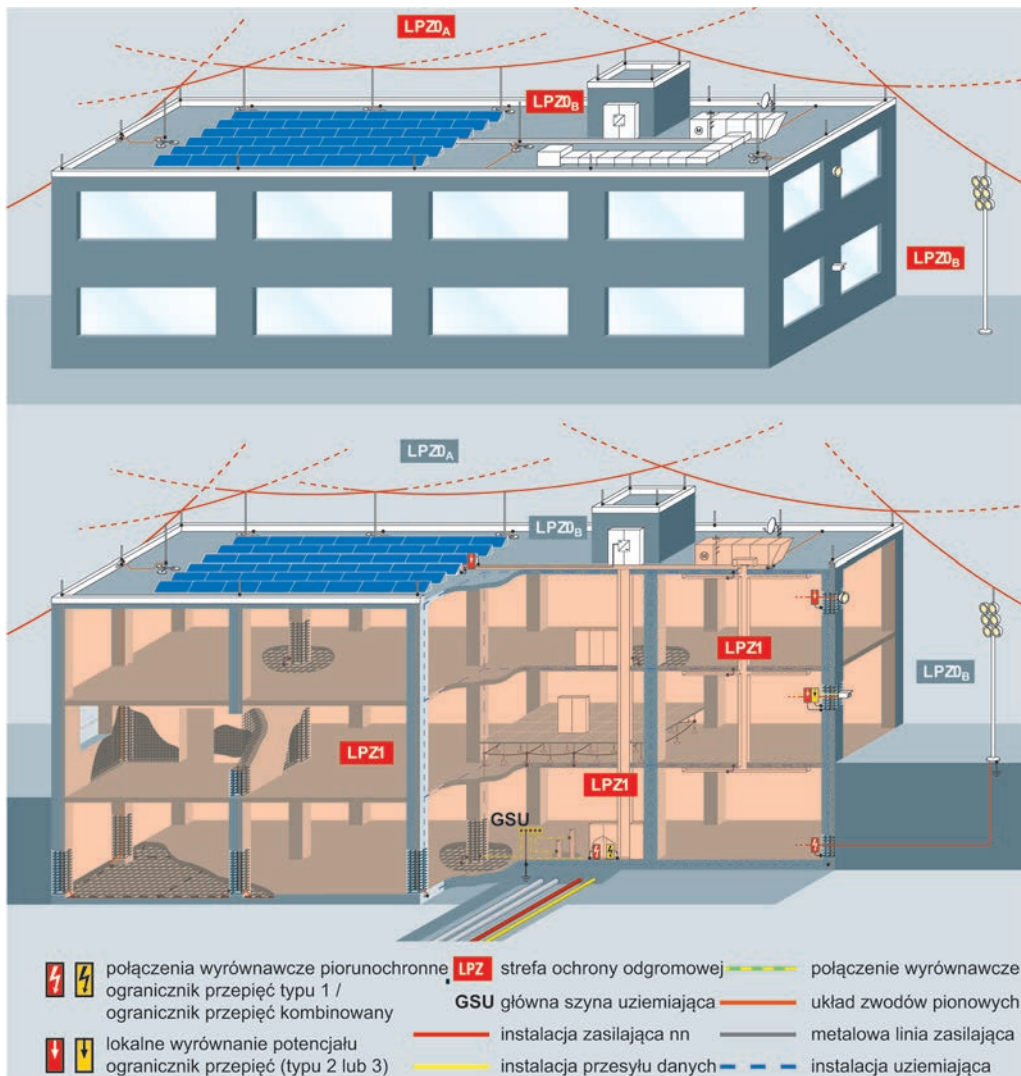 LPZ0A
LPZ0B
LPZ0B
M
LPZ0A
LPZ0B
M
LPZ1
LPZ0B
LPZ1
LPZ1
GSU
połączenia wyrównawcze piorunochronne
ogranicznik przepięć typu 1 /
ogranicznik przepięć kombinowany
lokalne wyrównanie potencjału
ogranicznik przepięć (typu 2 lub 3)
LPZ strefa ochrony odgromowej
GSU główna szyna uziemiająca
instalacja zasilająca nn
instalacja przesyłu danych
połączenie wyrównawcze
układ zwodów pionowych
metalowa linia zasilająca
instalacja uziemiająca